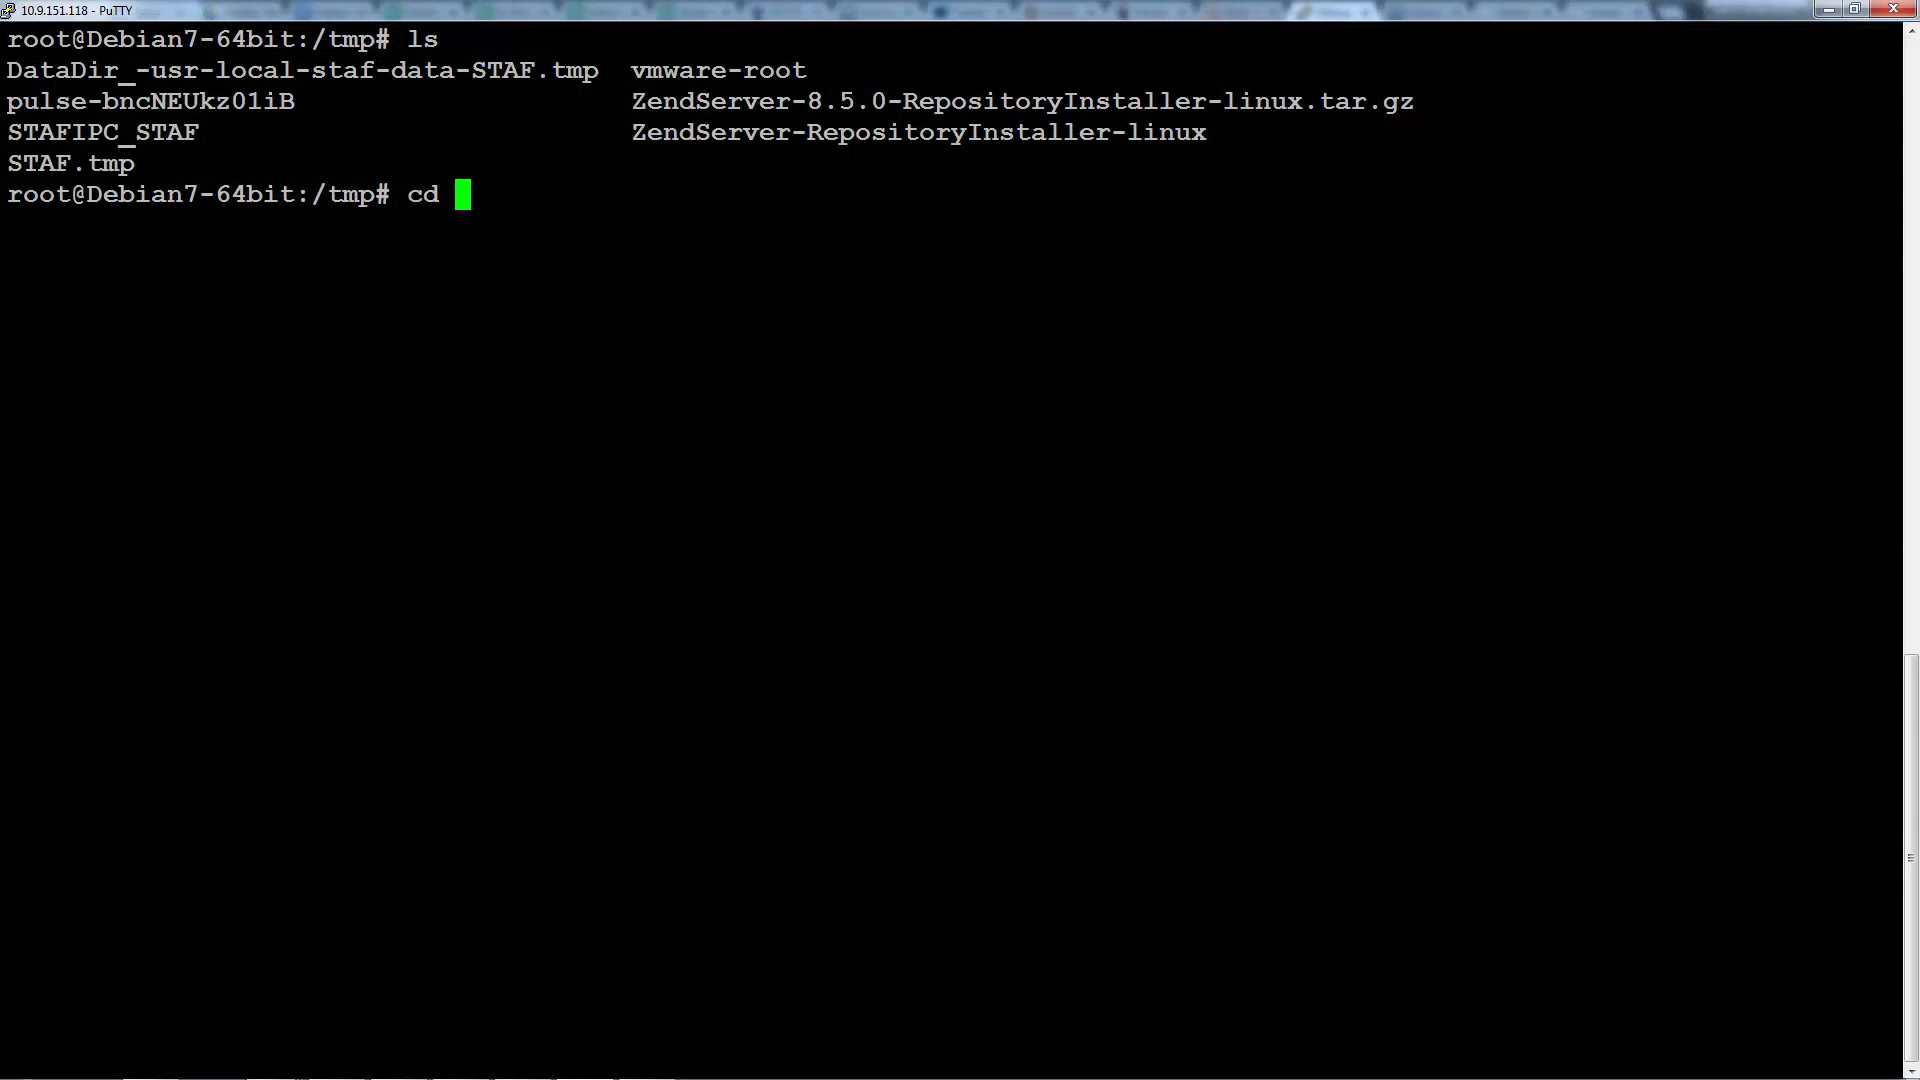 10.9.151.118 - PuTTY
root@Debian7-64bit:/tmp# ls
DataDir_-usr-local-staf-data-STAF.tmp  vmware-root
pulse-bncNEUkz01iB                     ZendServer-8.5.0-RepositoryInstaller-linux.tar.gz
STAFIPC_STAF                           ZendServer-RepositoryInstaller-linux
STAF.tmp
root@Debian7-64bit:/tmp# cd